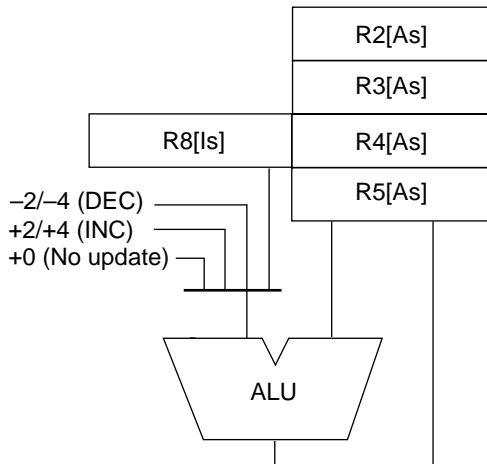 R2[As]
R3[As]
R8[Is]
R4[As]
R5[As]
–2/–4 (DEC)
+2/+4 (INC)
+0 (No update)
ALU